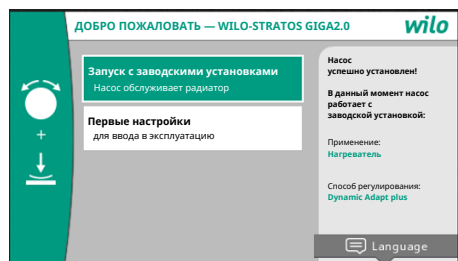 ДОБРО ПОЖАЛОВАТЬ — WILO-STRATOS GIGA2.0
wilo
Запуск с заводскими установками
Насос обслуживает радиатор
Первые настройки
для ввода в эксплуатацию
+
Насос
успешно установлен!
В данный момент насос
работает с
заводской установкой:
Применение:
Нагреватель
Способ регулирования:
Dynamic Adapt plus
Language